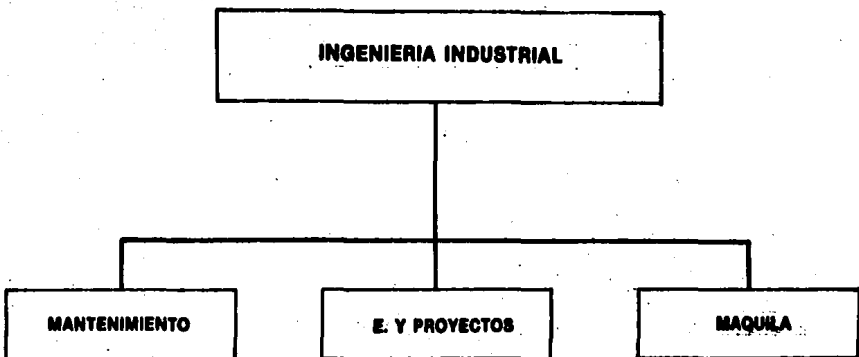 INGENIERIA INDUSTRIAL
MANTENIMIENTO
E. Y PROYECTOS
MAQUILA